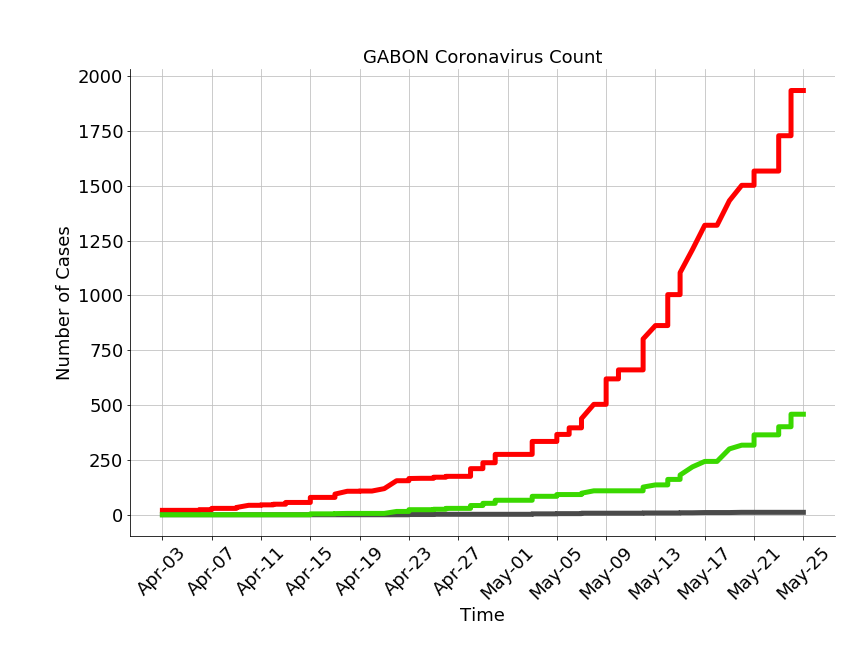 GABON Coronavirus Count
2000
1750
1500
1250
1000
750
500
250
0
Number of Cases
Apr-03
Apr-07
Apr-11
Apr-15
Apr-19
Apr-23
Apr-27
May-01
May-05
May-09
May-13
May-17
May-21
May-25
Time